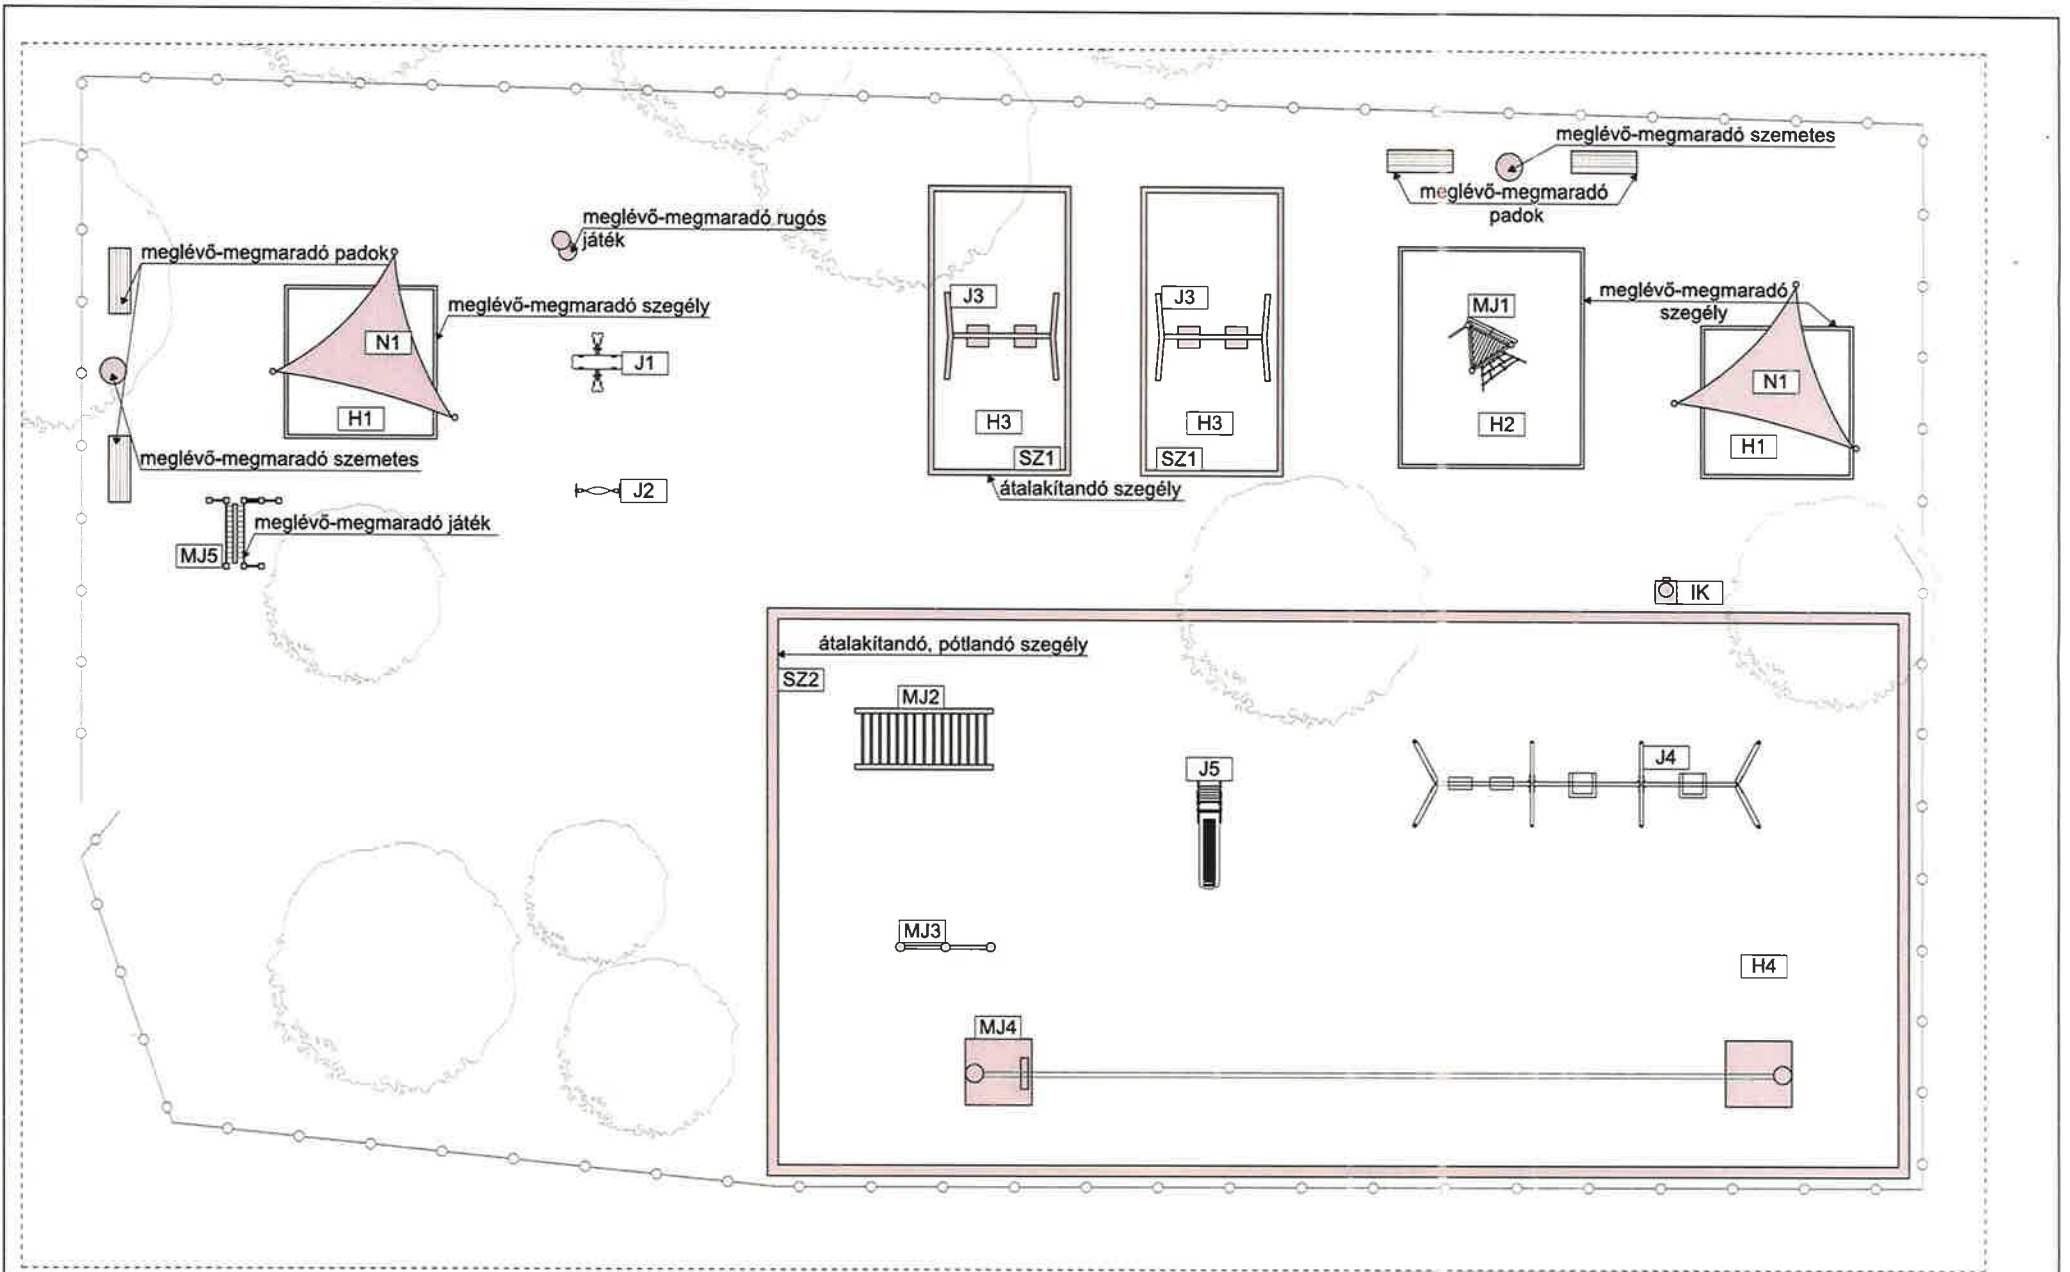 meglévő-megmaradó szemetes
meglévő-megmaradó
padok
meglévő-megmaradó rugós
játék
meglévő-megmaradó padok
meglévő-megmaradó szegély
N1
H1
J1
J2
meglévő-megmaradó szemetes
meglévő-megmaradó játék
MJ5
J3
H3
SZ1
J3
H3
SZ1
átalakítandó szegély
MJ1
H2
meglévő-megmaradó
szegély
N1
H1
IK
átalakítandó, pótlandó szegély
SZ2
MJ2
J5
J4
MJ3
H4
MJ4